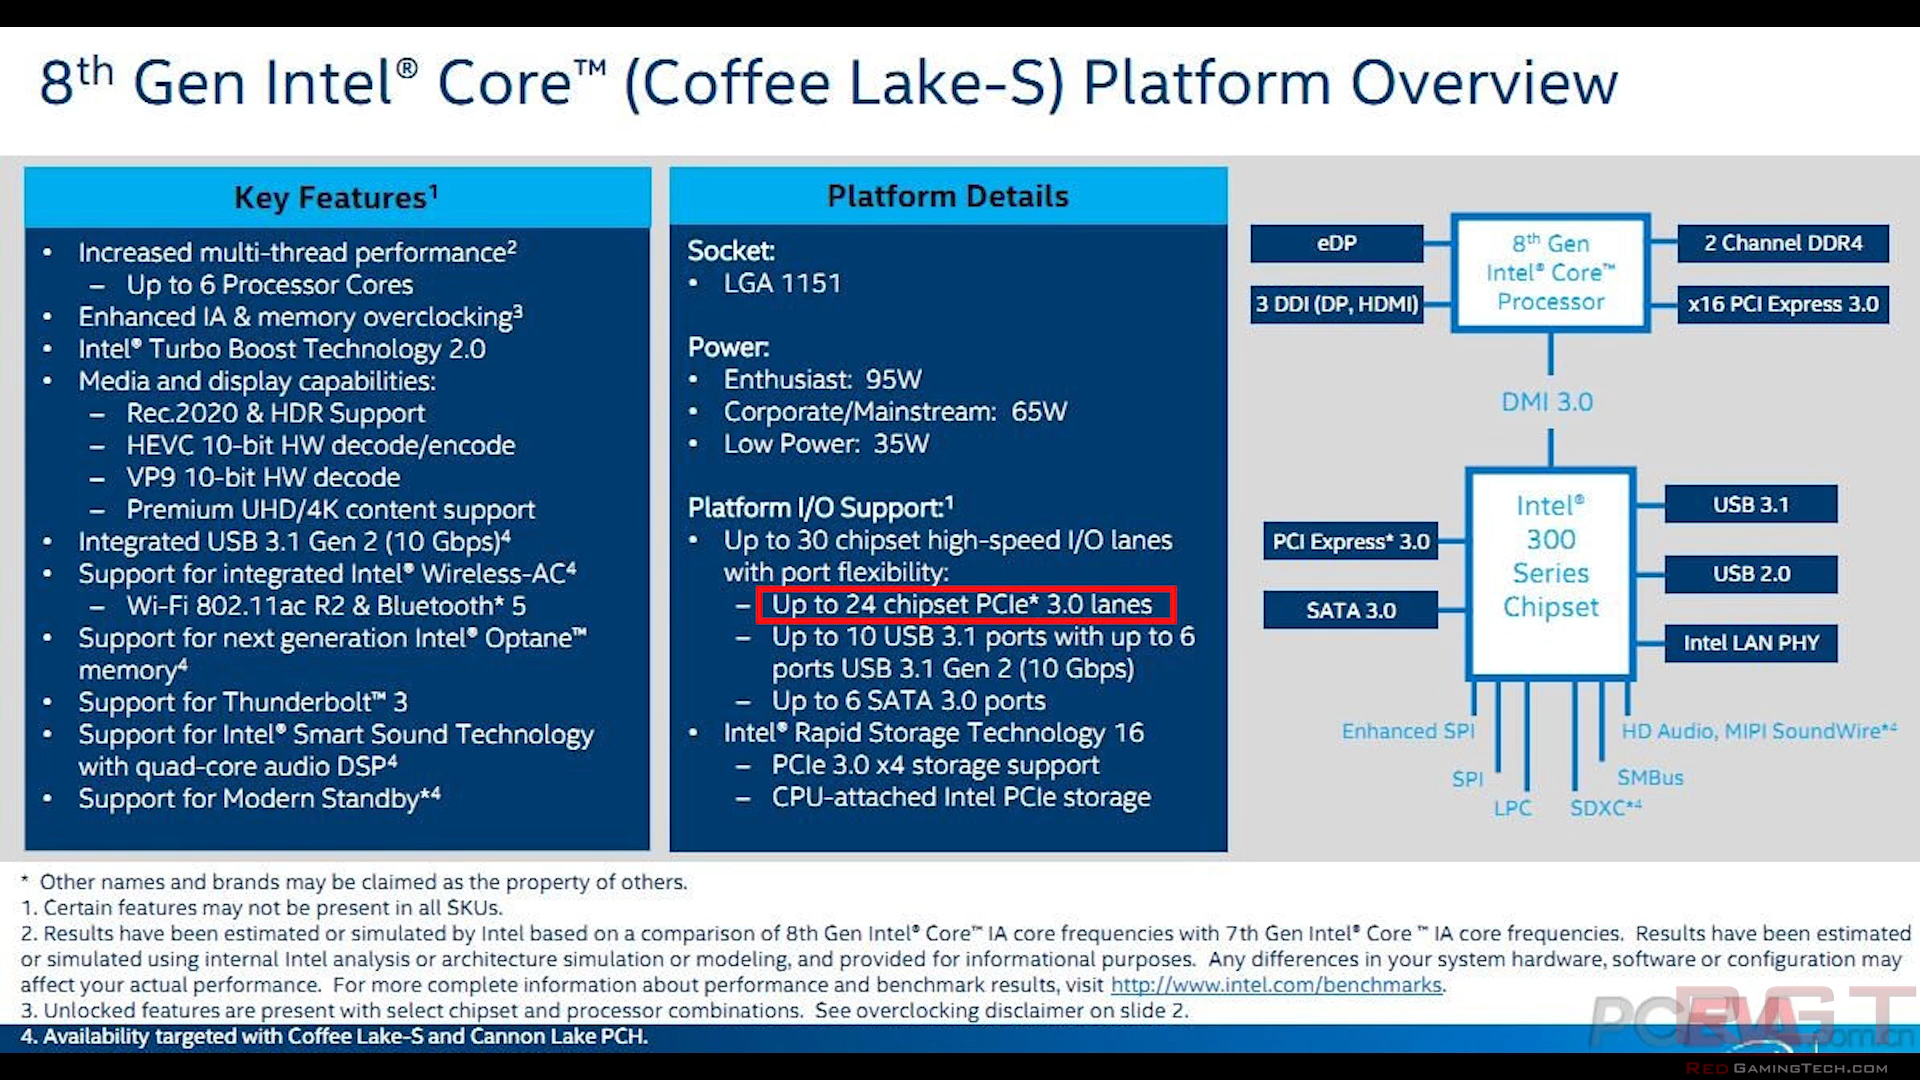 8th Gen Intel® Core™ (Coffee Lake-S) Platform Overview
Key Features¹
• Increased multi-thread performance²
– Up to 6 Processor Cores
• Enhanced IA & memory overclocking³
• Intel® Turbo Boost Technology 2.0
• Media and display capabilities:
– Rec.2020 & HDR Support
– HEVC 10-bit HW decode/encode
– VP9 10-bit HW decode
– Premium UHD/4K content support
• Integrated USB 3.1 Gen 2 (10 Gbps)⁴
• Support for integrated Intel® Wireless-AC⁴
– Wi-Fi 802.11ac R2 & Bluetooth* 5
• Support for next generation Intel® Optane™
memory⁴
• Support for Thunderbolt™ 3
• Support for Intel® Smart Sound Technology
with quad-core audio DSP⁴
• Support for Modern Standby*⁴
Platform Details
Socket:
• LGA 1151
Power:
• Enthusiast: 95W
• Corporate/Mainstream: 65W
• Low Power: 35W
Platform I/O Support:¹
• Up to 30 chipset high-speed I/O lanes
with port flexibility:
– Up to 24 chipset PCIe* 3.0 lanes
– Up to 10 USB 3.1 ports with up to 6
ports USB 3.1 Gen 2 (10 Gbps)
– Up to 6 SATA 3.0 ports
• Intel® Rapid Storage Technology 16
– PCIe 3.0 x4 storage support
– CPU-attached Intel PCIe storage
eDP
3 DDI (DP, HDMI)
8th Gen
Intel® Core™
Processor
2 Channel DDR4
x16 PCI Express 3.0
DMI 3.0
PCI Express* 3.0
SATA 3.0
Intel®
300
Series
Chipset
USB 3.1
USB 2.0
Intel LAN PHY
Enhanced SPI
SPI
LPC
SDXC*⁴
SMBus
HD Audio, MIPI SoundWire*⁴
* Other names and brands may be claimed as the property of others.
1. Certain features may not be present in all SKUs.
2. Results have been estimated or simulated by Intel based on a comparison of 8th Gen Intel® Core™ IA core frequencies with 7th Gen Intel® Core ™ IA core frequencies. Results have been estimated
or simulated using internal Intel analysis or architecture simulation or modeling, and provided for informational purposes. Any differences in your system hardware, software or configuration may
affect your actual performance. For more complete information about performance and benchmark results, visit http://www.intel.com/benchmarks.
3. Unlocked features are present with select chipset and processor combinations. See overclocking disclaimer on slide 2.
4. Availability targeted with Coffee Lake-S and Cannon Lake PCH.
RGT
RedGamingTech.com